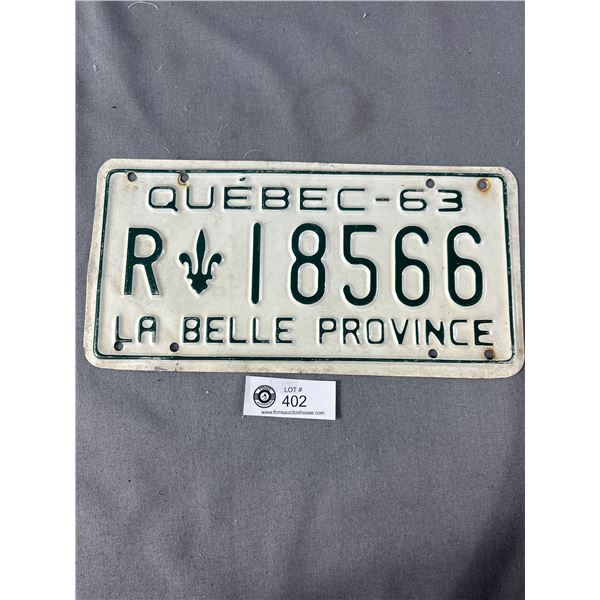 QUÉBEC-63
R 18566
LA BELLE PROVINCE
LOT #
402
www.finnsauctionhouse.com